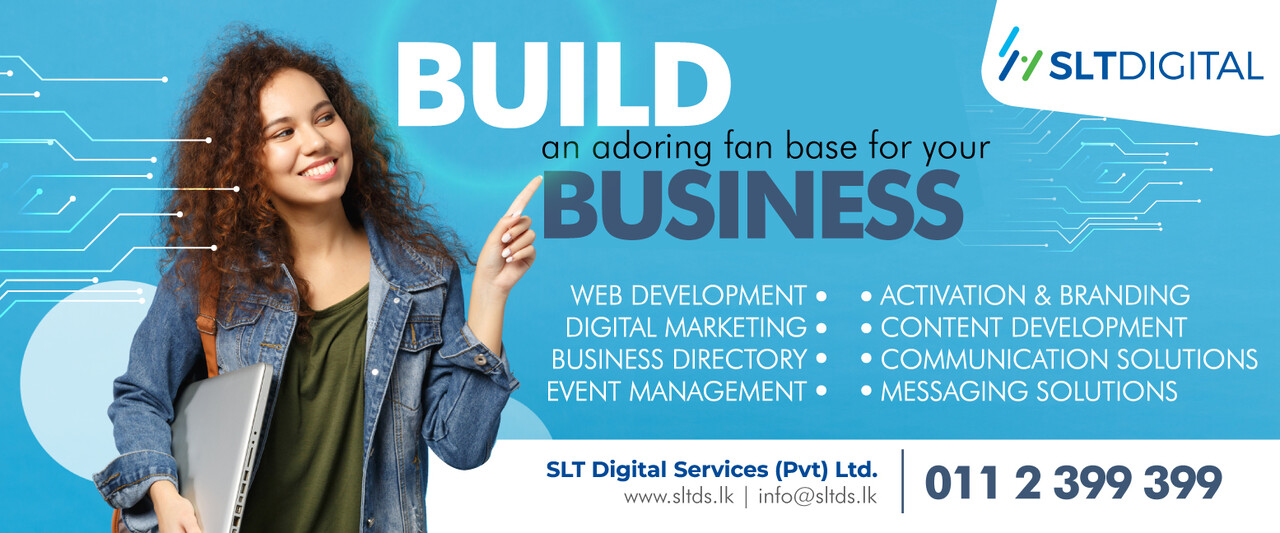 SLTDIGITAL
BUILD
an adoring fan base for your
BUSINESS
WEB DEVELOPMENT •
DIGITAL MARKETING •
BUSINESS DIRECTORY •
EVENT MANAGEMENT •
• ACTIVATION & BRANDING
• CONTENT DEVELOPMENT
• COMMUNICATION SOLUTIONS
• MESSAGING SOLUTIONS
SLT Digital Services (Pvt) Ltd.
www.sltds.lk | info@sltds.lk
011 2 399 399